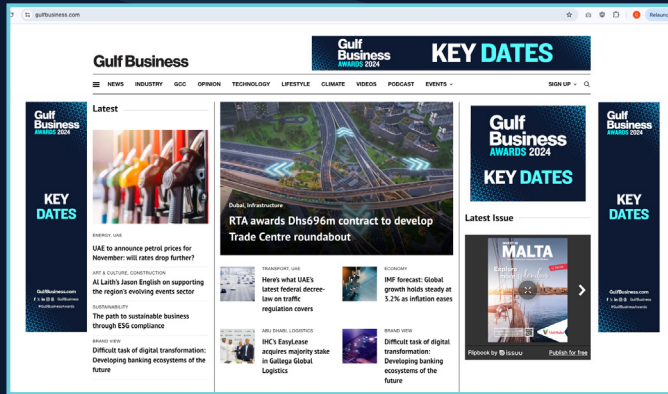 gulfbusiness.com
Relaunc
Gulf Business
Gulf
Business
AWARDS 2024
KEY DATES
NEWS INDUSTRY GCC OPINION TECHNOLOGY LIFESTYLE CLIMATE VIDEOS PODCAST EVENTS
SIGN UP
Gulf
Business
AWARDS 2024
KEY
DATES
GulfBusiness.com
GulfBusiness
#GulfBusinessAwards
Latest
ENERGY, UAE
UAE to announce petrol prices for
November: will rates drop further?
ART & CULTURE, CONSTRUCTION
Al Laith's Jason English on supporting
the region's evolving events sector
SUSTAINABILITY
The path to sustainable business
through ESG compliance
BRAND VIEW
Difficult task of digital transformation:
Developing banking ecosystems of the
future
Dubai, Infrastructure
RTA awards Dhs696m contract to develop
Trade Centre roundabout
TRANSPORT, UAE
Here's what UAE's
latest federal decree-
law on traffic
regulation covers
ECONOMY
IMF forecast: Global
growth holds steady at
3.2% as inflation eases
ABU DHABI, LOGISTICS
IHC's EasyLease
acquires majority stake
in Gallega Global
Logistics
BRAND VIEW
Difficult task of digital
transformation:
Developing banking
ecosystems of the
future
Gulf
Business
AWARDS 2024
KEY DATES
Latest Issue
MALTA
Explore
Flipbook by issuu
Publish for free
Gulf
Business
AWARDS 2024
KEY
DATES
GulfBusiness.com
GulfBusiness
#GulfBusinessAwards